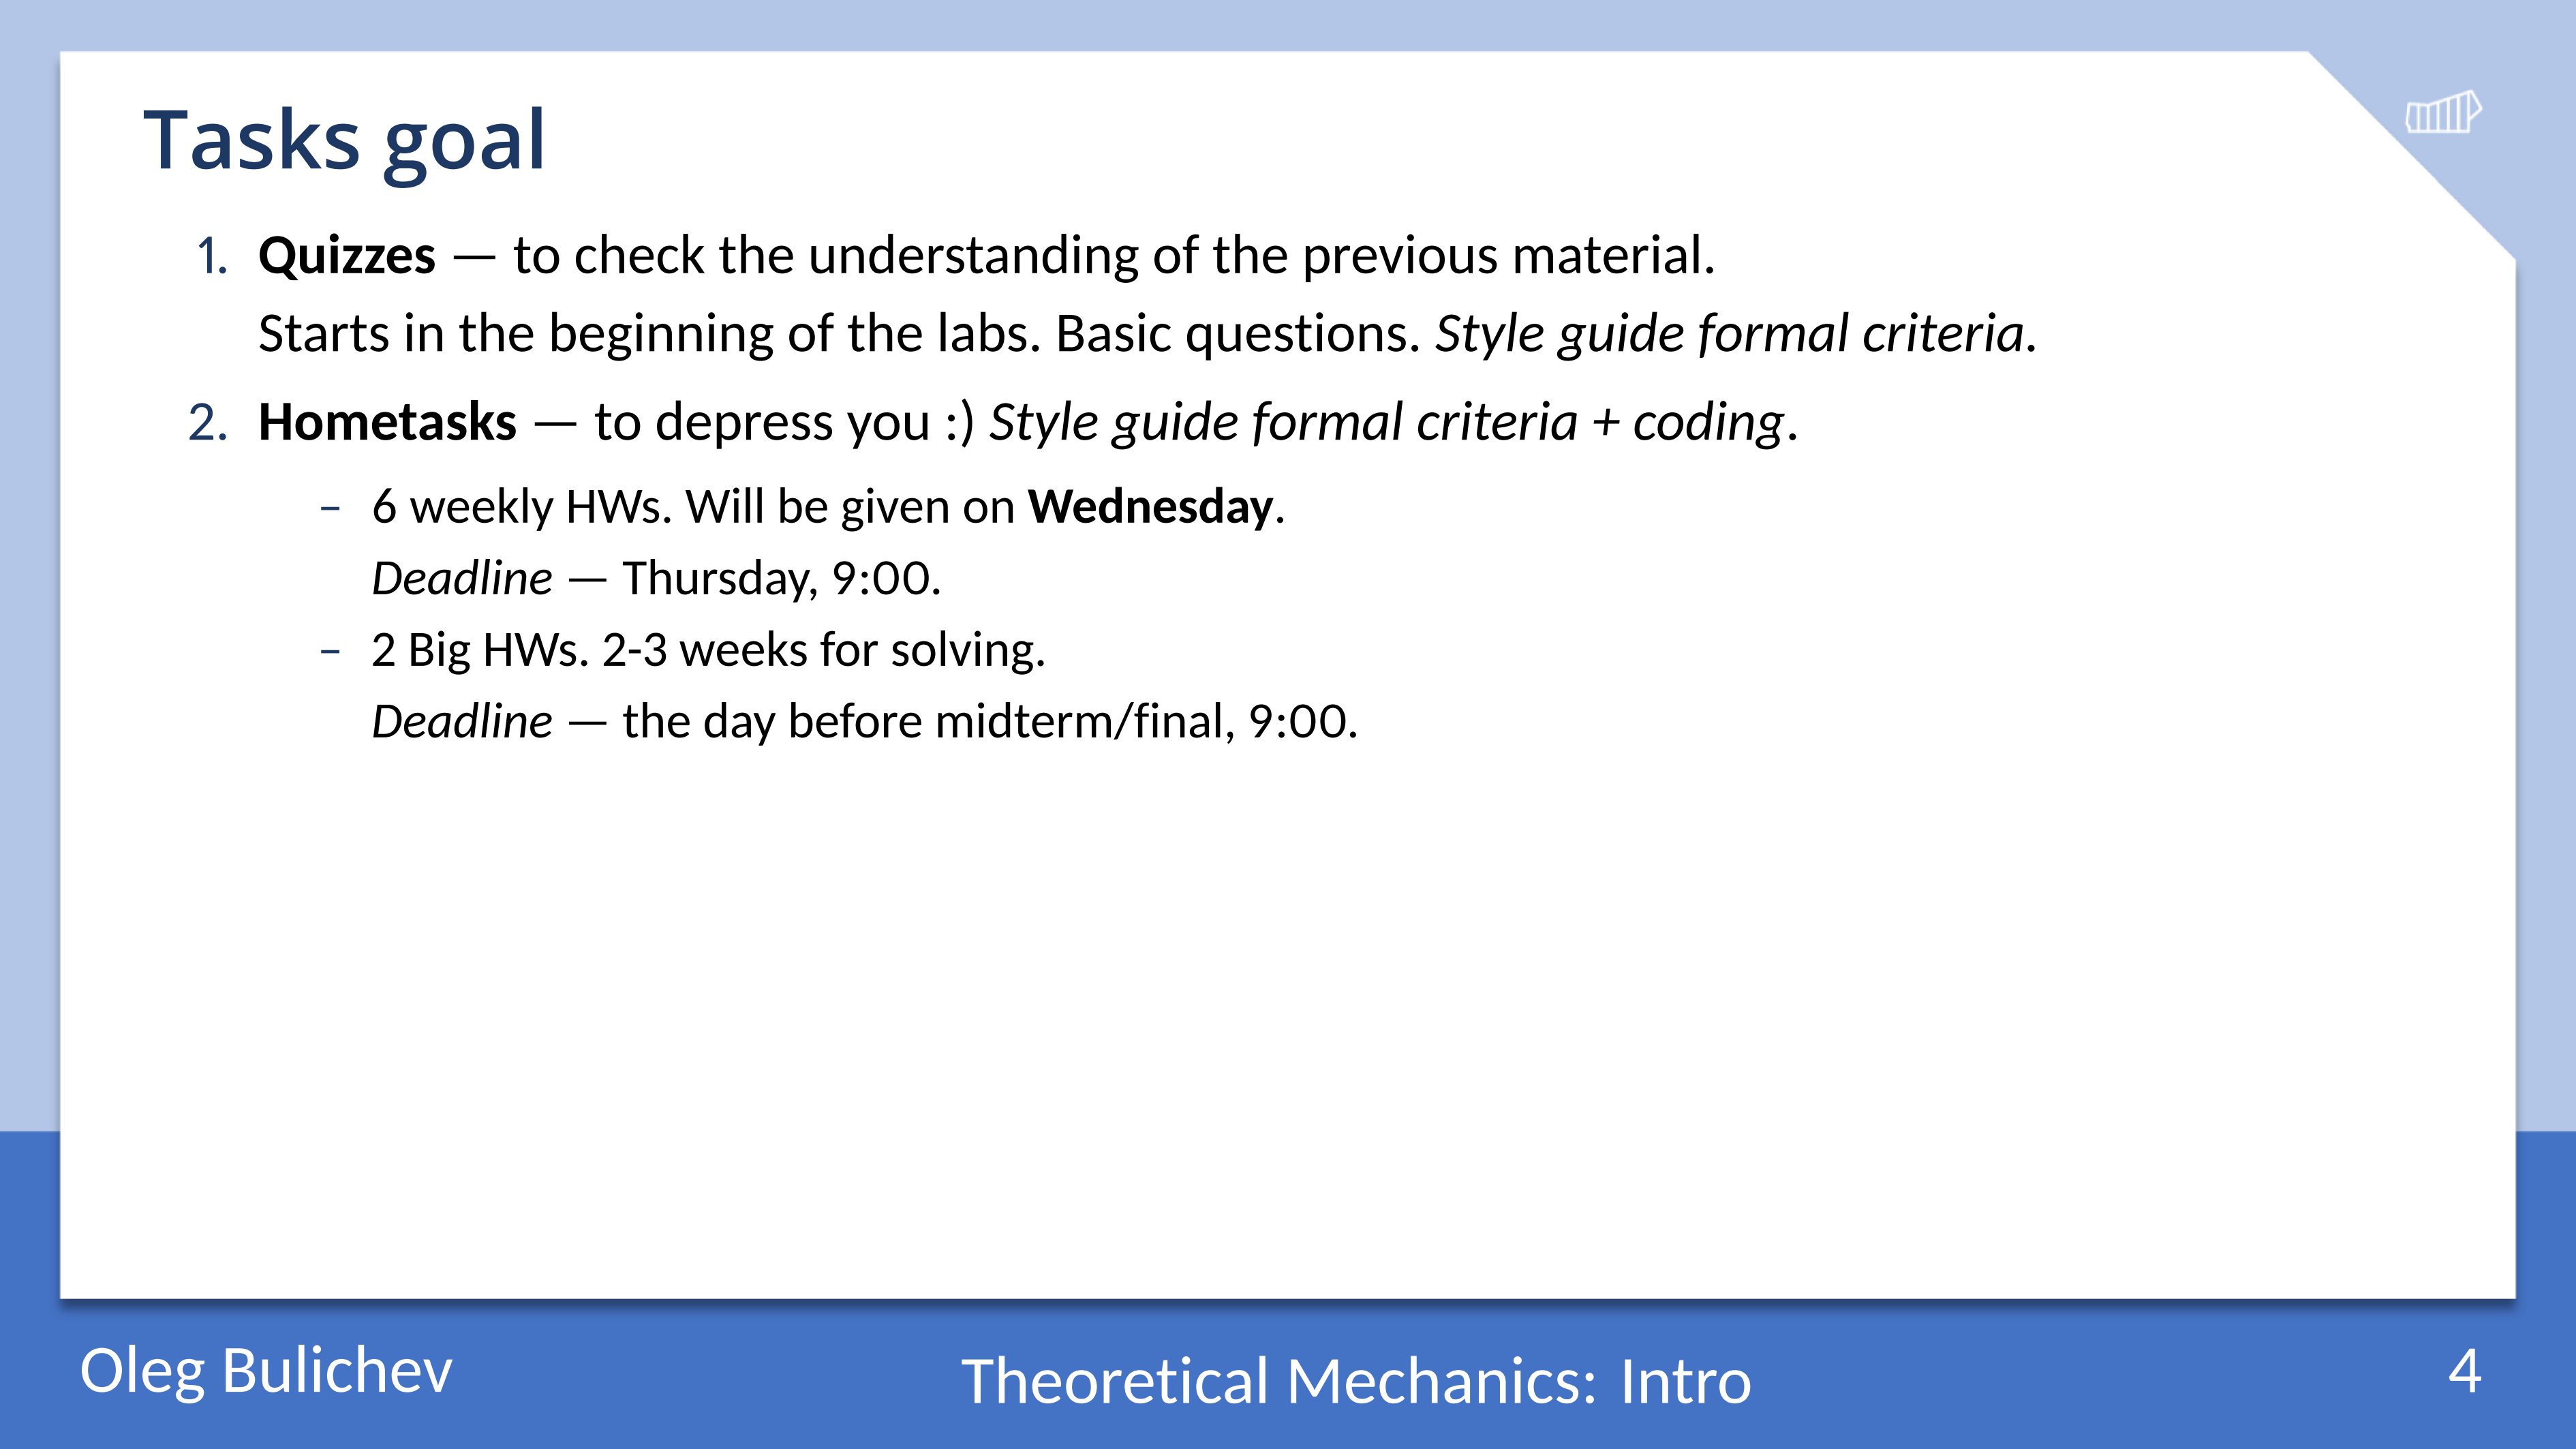 Tasks goal
1. Quizzes — to check the understanding of the previous material.
Starts in the beginning of the labs. Basic questions. Style guide formal criteria.
2. Hometasks — to depress you :) Style guide formal criteria + coding.
– 6 weekly HWs. Will be given on Wednesday.
Deadline — Thursday, 9:00.
– 2 Big HWs. 2-3 weeks for solving.
Deadline — the day before midterm/final, 9:00.
Oleg Bulichev
Theoretical Mechanics: Intro
4